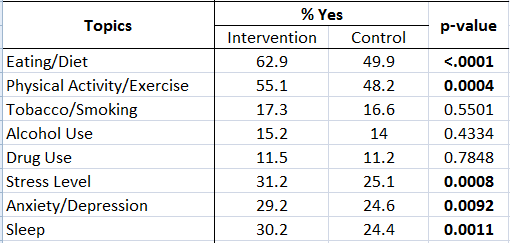 Topics % Yes p-value
Intervention Control
Eating/Diet 62.9 49.9 <.0001
Physical Activity/Exercise 55.1 48.2 0.0004
Tobacco/Smoking 17.3 16.6 0.5501
Alcohol Use 15.2 14 0.4334
Drug Use 11.5 11.2 0.7848
Stress Level 31.2 25.1 0.0008
Anxiety/Depression 29.2 24.6 0.0092
Sleep 30.2 24.4 0.0011